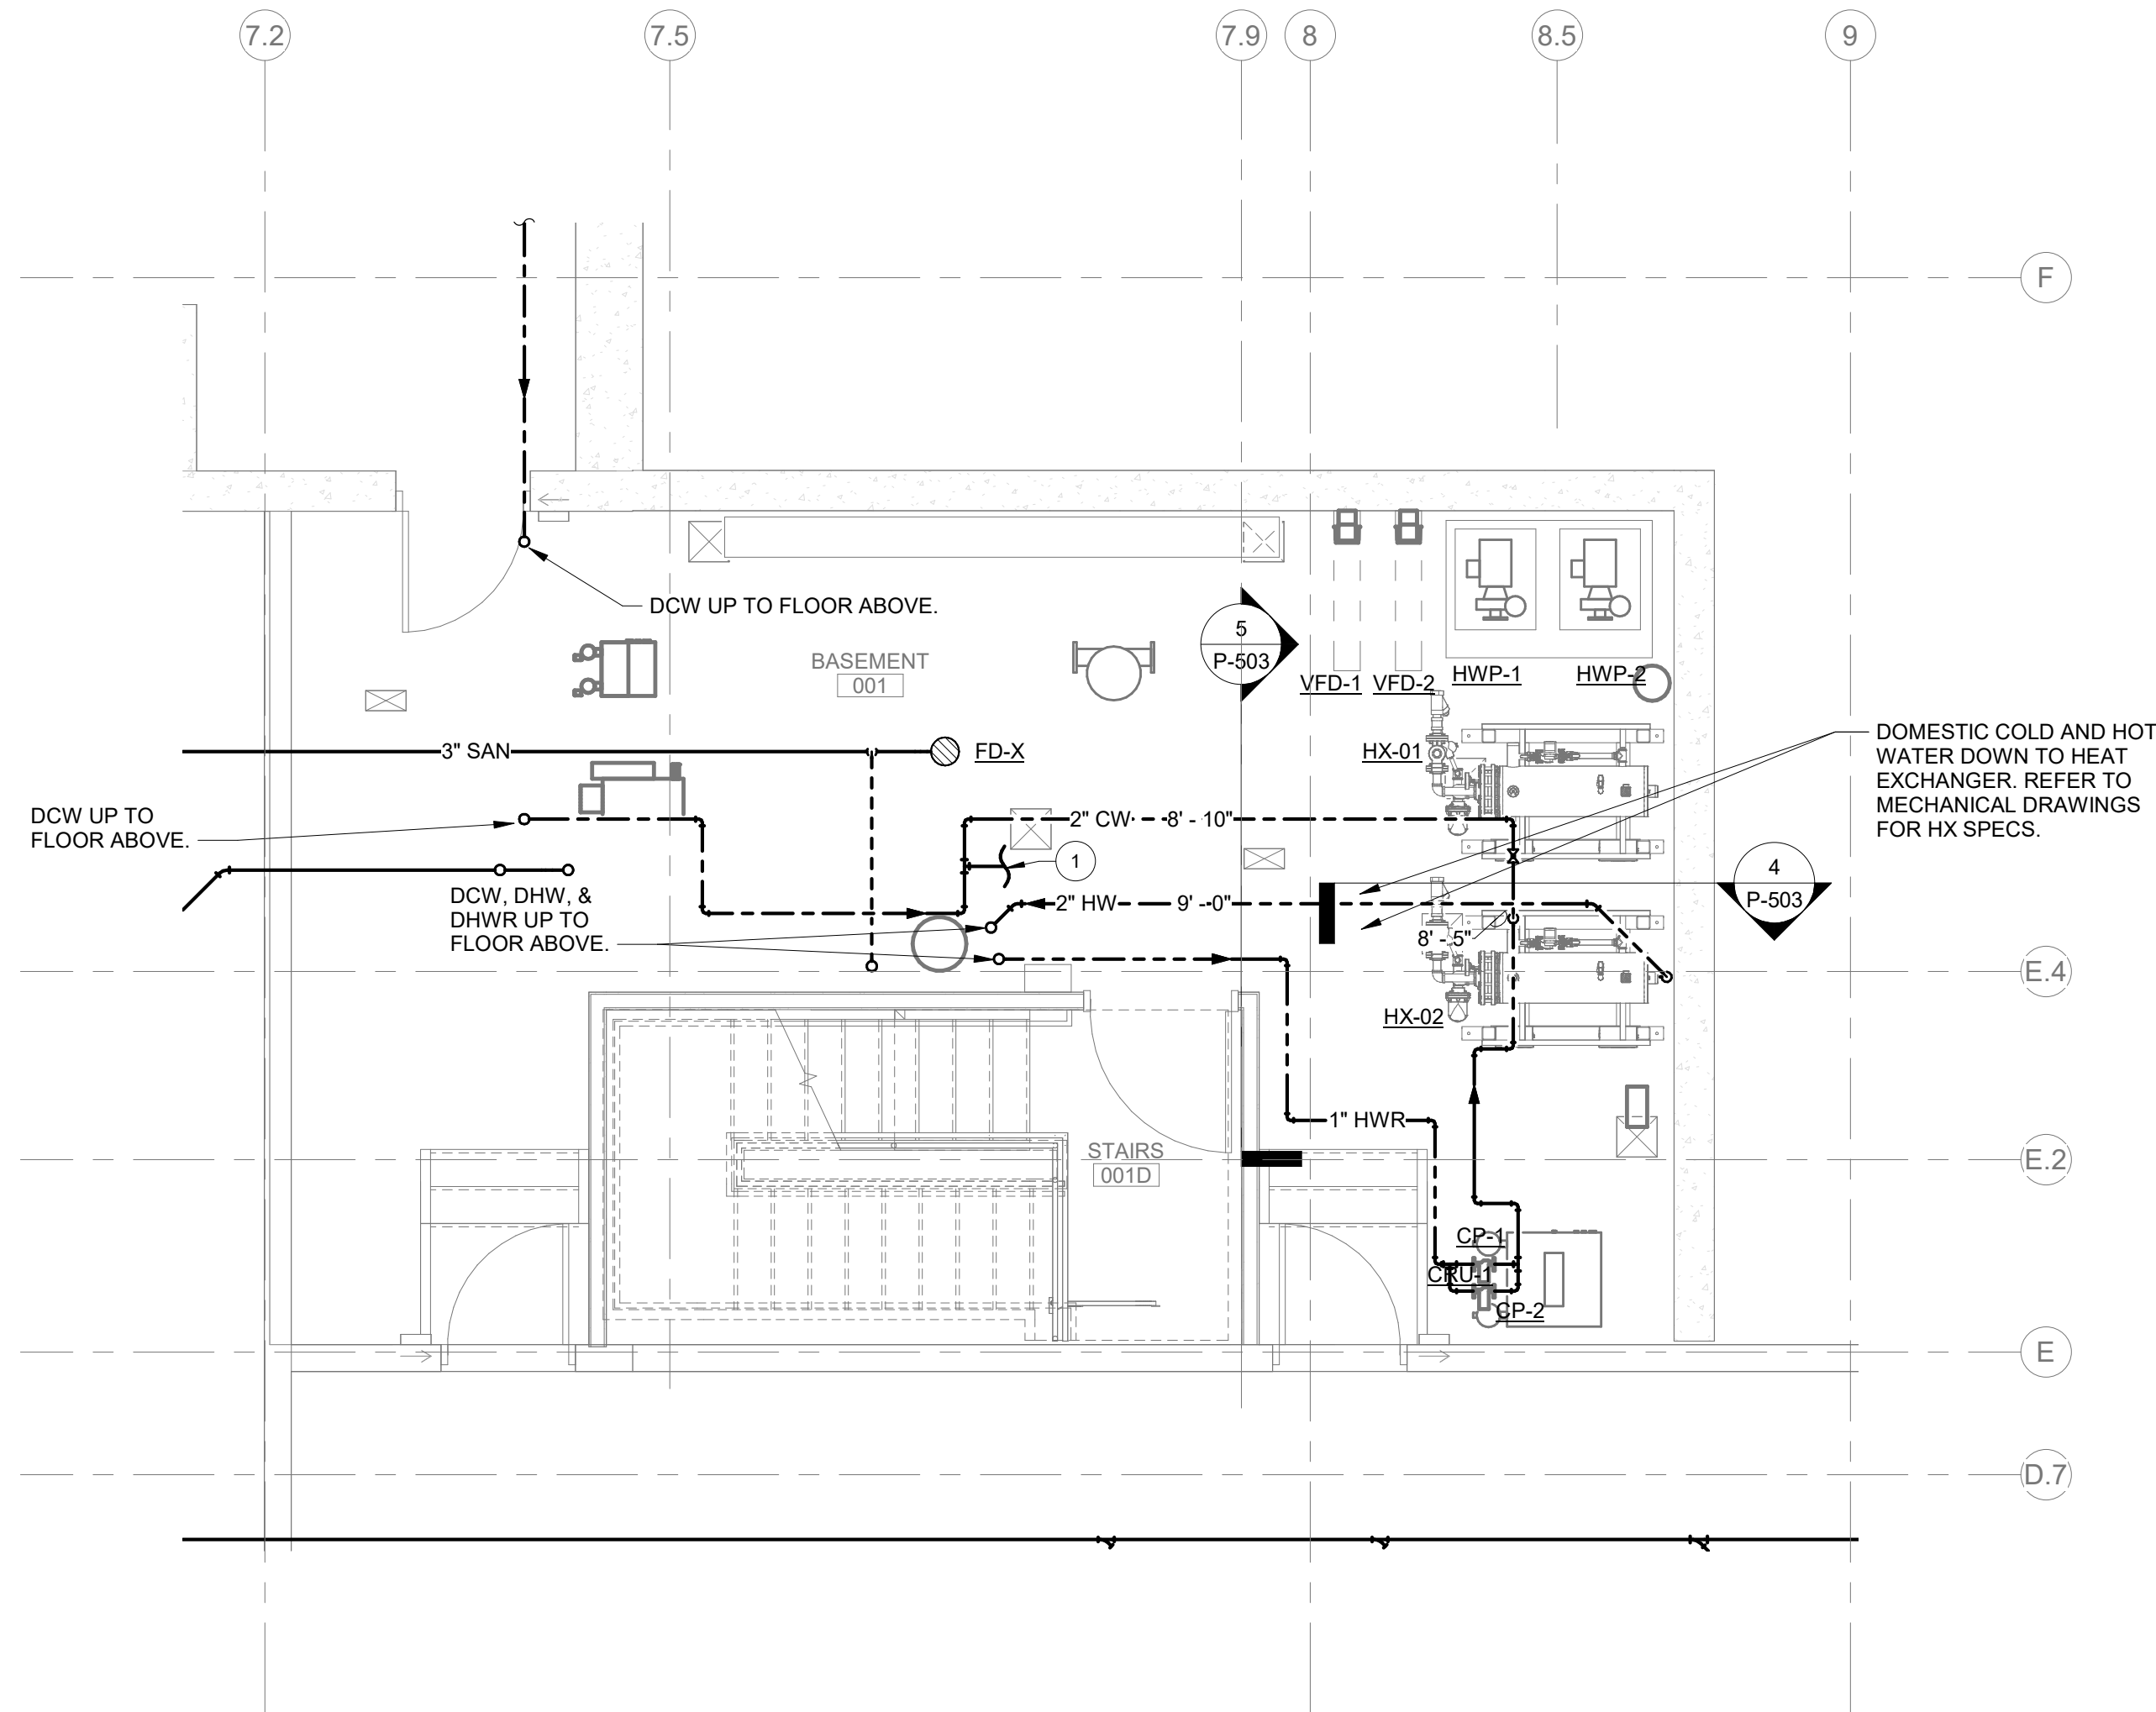 7.2
7.5
7.9
8
8.5
9
F
DCW UP TO FLOOR ABOVE.
BASEMENT
001
5
P-503
VFD-1
VFD-2
HWP-1
HWP-2
3" SAN
FD-X
HX-01
DOMESTIC COLD AND HOT
WATER DOWN TO HEAT
EXCHANGER. REFER TO
MECHANICAL DRAWINGS
FOR HX SPECS.
DCW UP TO
FLOOR ABOVE.
2" CW
8' - 10"
1
DCW, DHW, &
DHWR UP TO
FLOOR ABOVE.
2" HW
9' - 0"
4
P-503
8' - 5"
E.4
HX-02
1" HWR
STAIRS
001D
E.2
CP-1
CRU-1
CP-2
E
D.7